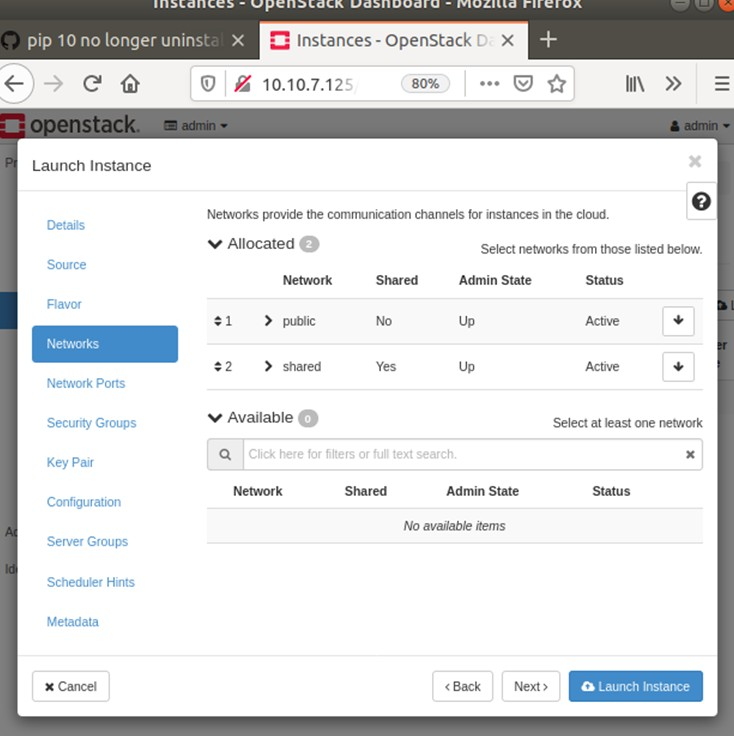 Instances - OpenStack Dashboard - Mozilla Firefox
pip 10 no longer uninstal
Instances - OpenStack Da
10.10.7.125
80%
openstack.
admin
admin
Pr
Launch Instance
Details
Source
Flavor
Networks
Network Ports
Security Groups
Key Pair
Configuration
Server Groups
Scheduler Hints
Metadata
Networks provide the communication channels for instances in the cloud.
Allocated 2
Select networks from those listed below.
Network Shared Admin State Status
1 public No Up Active
2 shared Yes Up Active
Available 0
Select at least one network
Click here for filters or full text search.
Network Shared Admin State Status
No available items
Cancel
Back
Next
Launch Instance